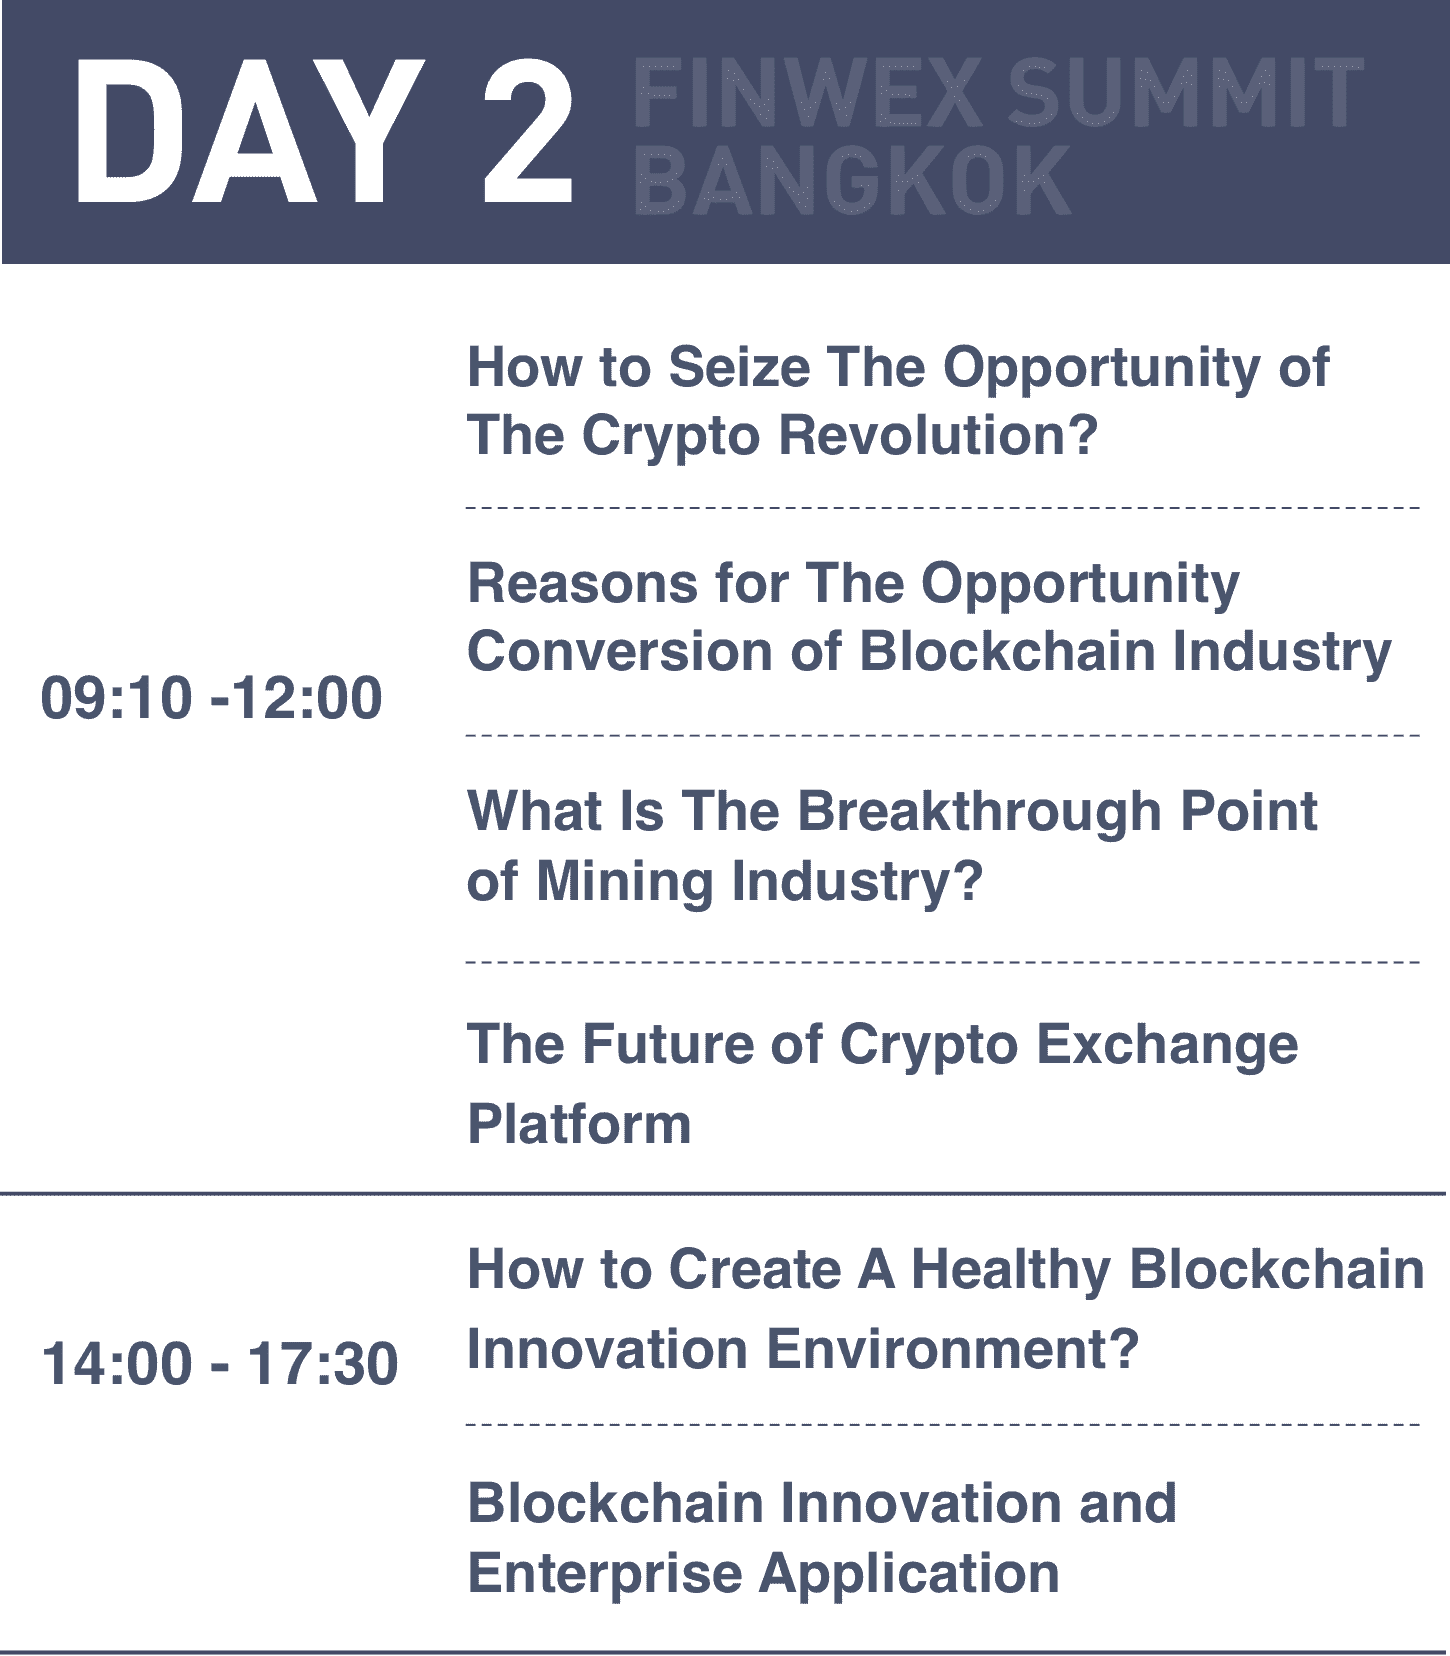 DAY 2
FINWEX SUMMIT
BANGKOK
09:10 -12:00
How to Seize The Opportunity of
The Crypto Revolution?
Reasons for The Opportunity
Conversion of Blockchain Industry
What Is The Breakthrough Point
of Mining Industry?
The Future of Crypto Exchange
Platform
14:00 - 17:30
How to Create A Healthy Blockchain
Innovation Environment?
Blockchain Innovation and
Enterprise Application